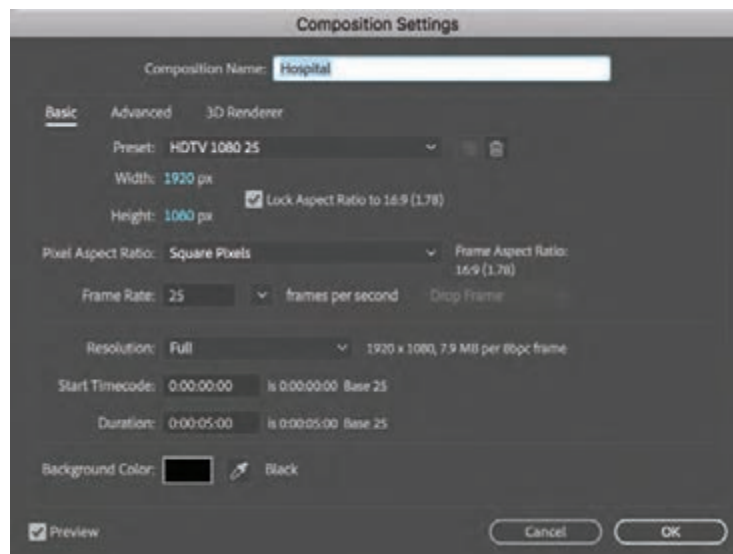 Composition Settings
Composition Name: Hospital
Basic Advanced 3D Renderer
Preset: HDTV 1080 25
Width: 1920 px
Lock Aspect Ratio to 16:9 (1.78)
Height: 1080 px
Pixel Aspect Ratio: Square Pixels Frame Aspect Ratio:
16:9 (1.78)
Frame Rate: 25 frames per second Drop Frame
Resolution: Full 1920 x 1080, 7.9 MB per 8bpc frame
Start Timecode: 0:00:00:00 is 0:00:00:00 Base 25
Duration: 0:00:05:00 is 0:00:05:00 Base 25
Background Color: Black
Preview Cancel OK